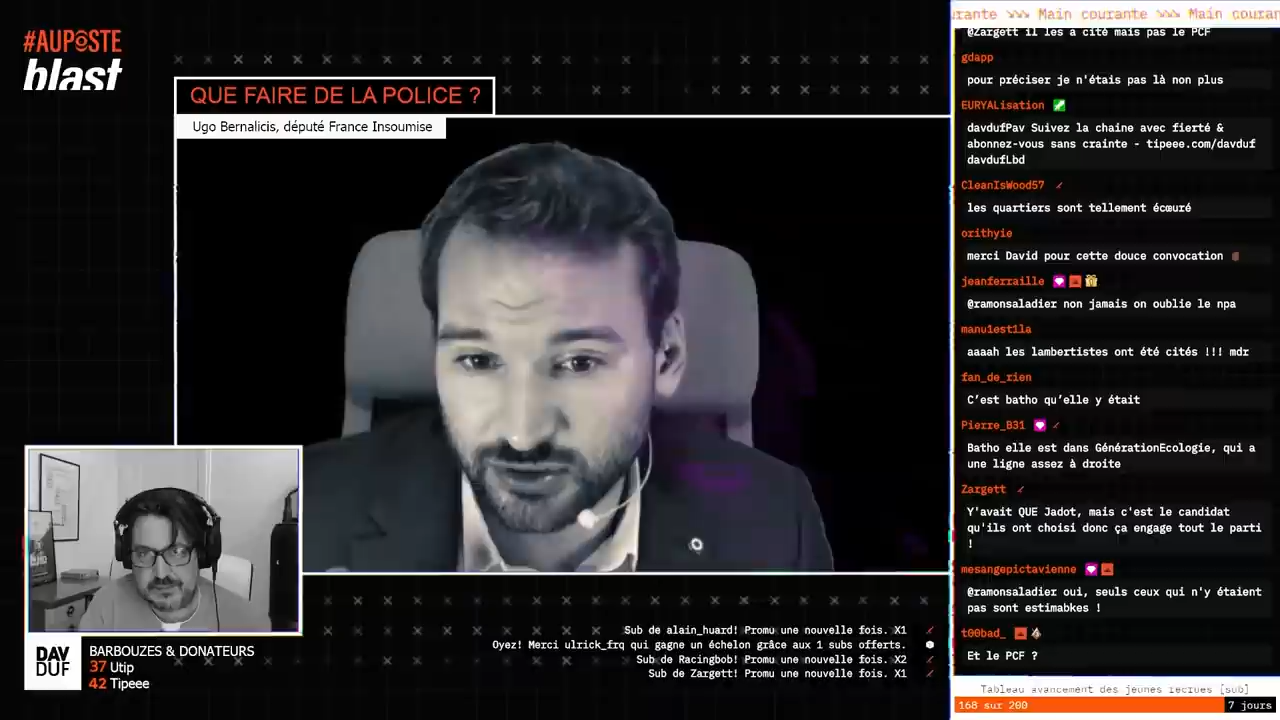 #AUPOSTE
blast
QUE FAIRE DE LA POLICE ?
Ugo Bernalicis, député France Insoumise
DAV
DUF
BARBOUZES & DONATEURS
37 Utip
42 Tipeee
Sub de alain_huard! Promu une nouvelle fois. X1
Oyez! Merci ulrick_frq qui gagne un échelon grâce aux 1 subs offerts.
Sub de Racingbob! Promu une nouvelle fois. X2
Sub de Zargett! Promu une nouvelle fois. X1
urante >>> Main courante >>> Main couran
@Zargett il les a cité mais pas le PCF
gdapp
pour préciser je n'étais pas là non plus
EURYALisation
davdufPav Suivez la chaine avec fierté &
abonnez-vous sans crainte - tipeee.com/davduf
davdufLbd
CleanIsWood57
les quartiers sont tellement écœuré
orithyie
merci David pour cette douce convocation
jeanferraille
@ramonsaladier non jamais on oublie le npa
manu1est1la
aaaah les lambertistes ont été cités !!! mdr
fan_de_rien
C’est batho qu’elle y était
Pierre_B31
Batho elle est dans GénérationEcologie, qui a
une ligne assez à droite
Zargett
Y'avait QUE Jadot, mais c'est le candidat
qu'ils ont choisi donc ça engage tout le parti
!
mesangepictavienne
@ramonsaladier oui, seuls ceux qui n'y étaient
pas sont estimabkes !
t00bad_
Et le PCF ?
Tableau avancement des jeunes recrues [sub]
168 sur 200
7 jours